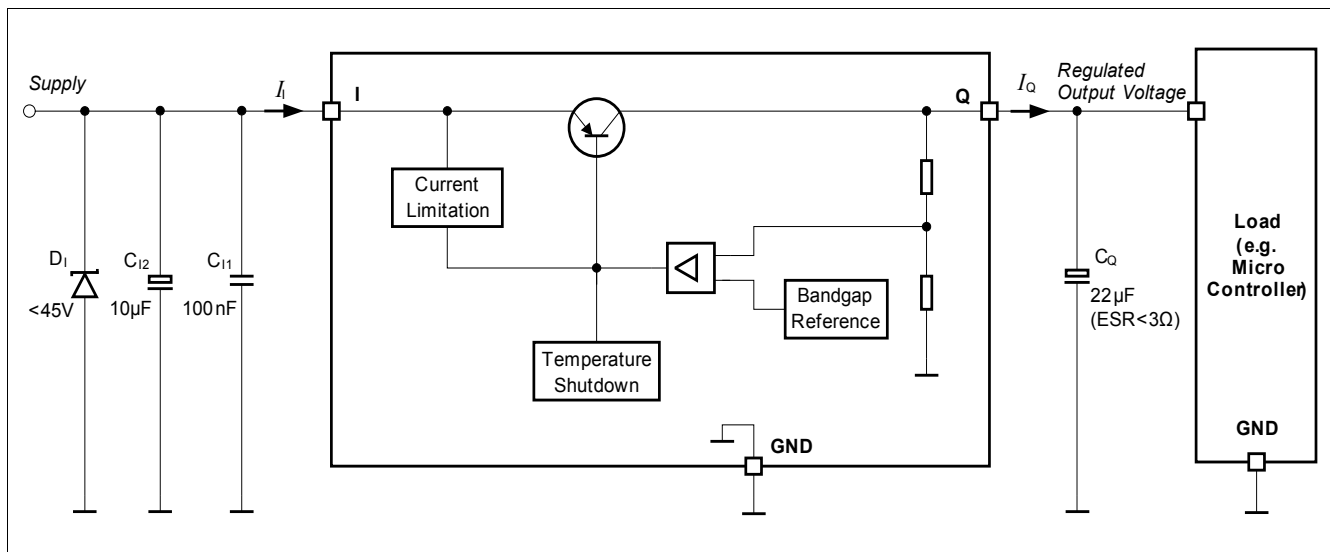 Supply
I_I
I
Q
I_Q
Regulated
Output Voltage
Current
Limitation
Load
(e.g.
Micro
Controller)
D_I
<45V
C_I2
10µF
C_I1
100nF
Bandgap
Reference
C_Q
22µF
(ESR<3Ω)
Temperature
Shutdown
GND
GND